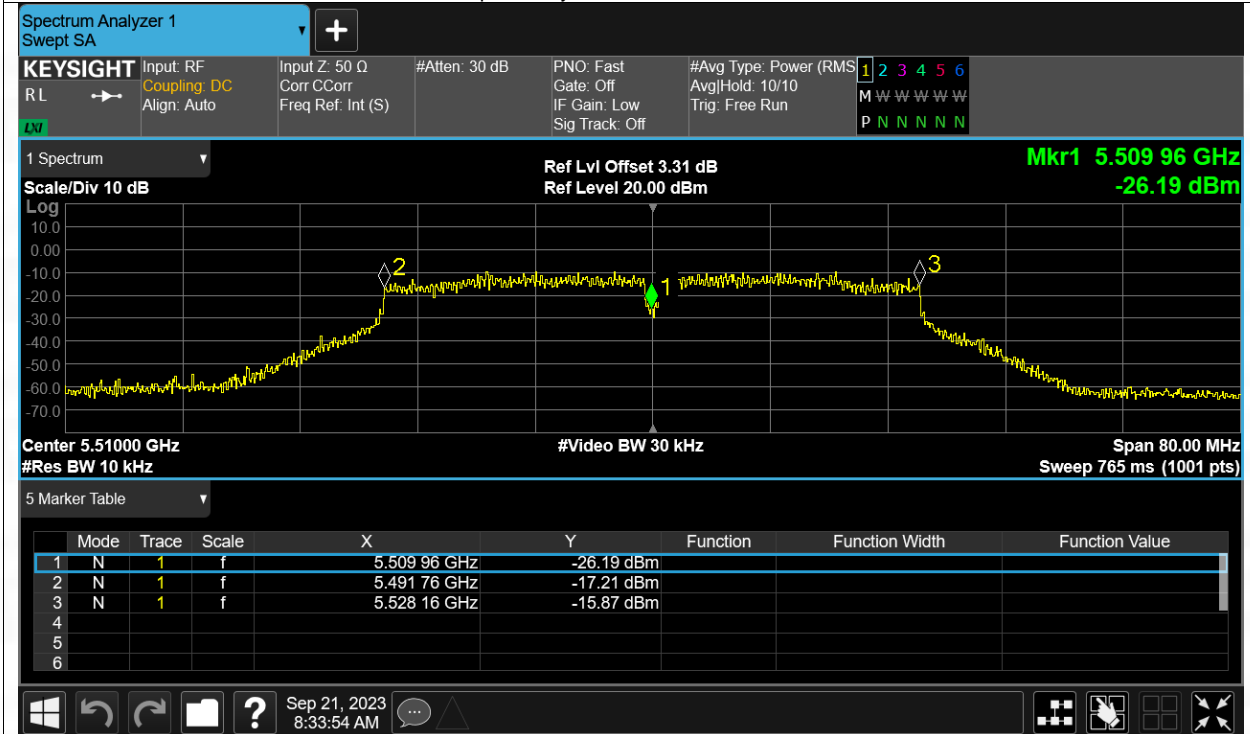 Spectrum Analyzer 1
Swept SA
KEYSIGHT
RL
LXI
Input: RF
Coupling: DC
Align: Auto
Input Z: 50 Ω
Corr CCorr
Freq Ref: Int (S)
#Atten: 30 dB
PNO: Fast
Gate: Off
IF Gain: Low
Sig Track: Off
#Avg Type: Power (RMS
Avg|Hold: 10/10
Trig: Free Run
1 2 3 4 5 6
M W W W W W
P N N N N N
1 Spectrum
Scale/Div 10 dB
Ref Lvl Offset 3.31 dB
Ref Level 20.00 dBm
Mkr1 5.509 96 GHz
-26.19 dBm
Log
10.0
0.00
-10.0
-20.0
-30.0
-40.0
-50.0
-60.0
-70.0
2
1
3
Center 5.51000 GHz
#Res BW 10 kHz
#Video BW 30 kHz
Span 80.00 MHz
Sweep 765 ms (1001 pts)
5 Marker Table
Mode Trace Scale X Y Function Function Width Function Value
1 N 1 f 5.509 96 GHz -26.19 dBm
2 N 1 f 5.491 76 GHz -17.21 dBm
3 N 1 f 5.528 16 GHz -15.87 dBm
4
5
6
?
Sep 21, 2023
8:33:54 AM